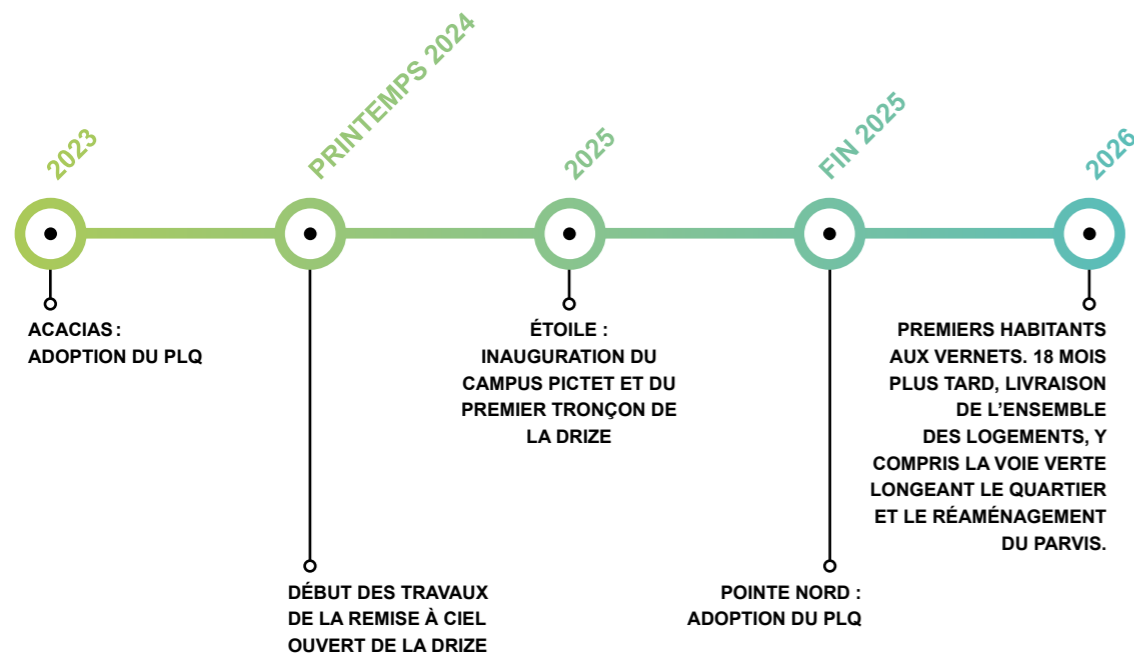 2023
PRINTEMPS 2024
2025
FIN 2025
2026
ACACIAS :
ADOPTION DU PLQ
DÉBUT DES TRAVAUX
DE LA REMISE À CIEL
OUVERT DE LA DRIZE
ÉTOILE :
INAUGURATION DU
CAMPUS PICTET ET DU
PREMIER TRONÇON DE
LA DRIZE
POINTE NORD :
ADOPTION DU PLQ
PREMIERS HABITANTS
AUX VERNETS. 18 MOIS
PLUS TARD, LIVRAISON
DE L’ENSEMBLE
DES LOGEMENTS, Y
COMPRIS LA VOIE VERTE
LONGEANT LE QUARTIER
ET LE RÉAMÉNAGEMENT
DU PARVIS.